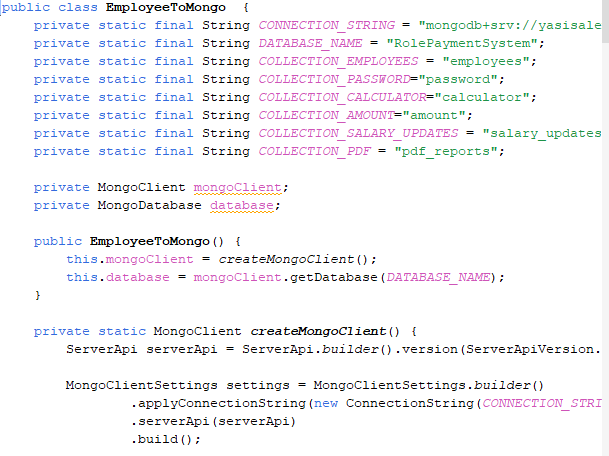 public class EmployeeToMongo  {
    private static final String CONNECTION_STRING = "mongodb+srv://yasisale
    private static final String DATABASE_NAME = "RolePaymentSystem";
    private static final String COLLECTION_EMPLOYEES = "employees";
    private static final String COLLECTION_PASSWORD="password";
    private static final String COLLECTION_CALCULATOR="calculator";
    private static final String COLLECTION_AMOUNT="amount";
    private static final String COLLECTION_SALARY_UPDATES = "salary_updates
    private static final String COLLECTION_PDF = "pdf_reports";
    private MongoClient mongoClient;
    private MongoDatabase database;
    public EmployeeToMongo() {
        this.mongoClient = createMongoClient();
        this.database = mongoClient.getDatabase(DATABASE_NAME);
    }
    private static MongoClient createMongoClient() {
        ServerApi serverApi = ServerApi.builder().version(ServerApiVersion.
        MongoClientSettings settings = MongoClientSettings.builder()
                .applyConnectionString(new ConnectionString(CONNECTION_STRI
                .serverApi(serverApi)
                .build();